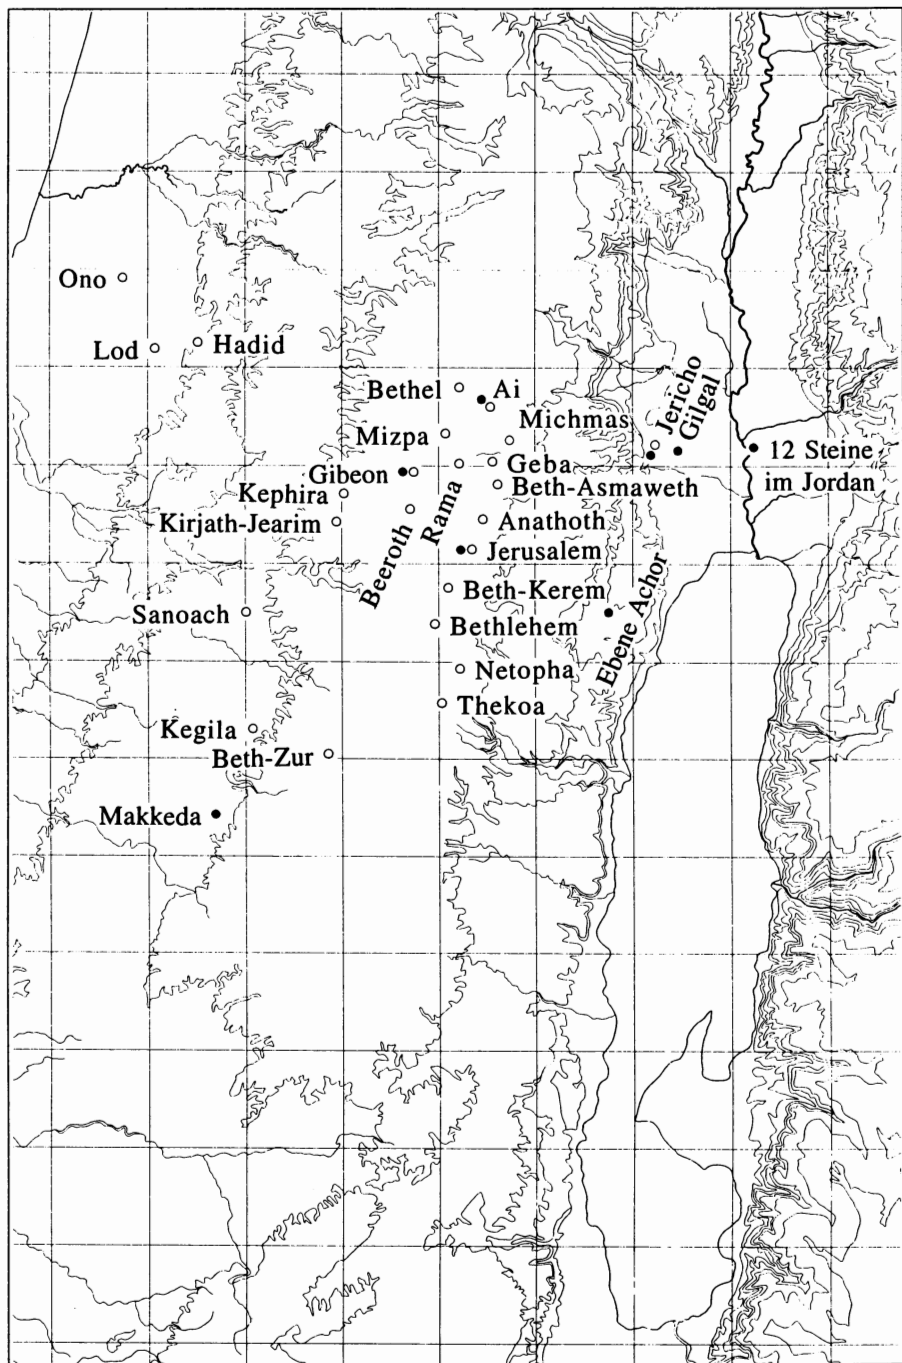 Ono
Lod
Hadid
Bethel
Ai
Michmas
Jericho
Gilgal
Mizpa
12 Steine
im Jordan
Gibeon
Geba
Kephira
Rama
Beth-Asmaweth
Kirjath-Jearim
Beeroth
Anathoth
Jerusalem
Beth-Kerem
Ebene Achor
Sanoach
Bethlehem
Netopha
Thekoa
Kegila
Beth-Zur
Makkeda